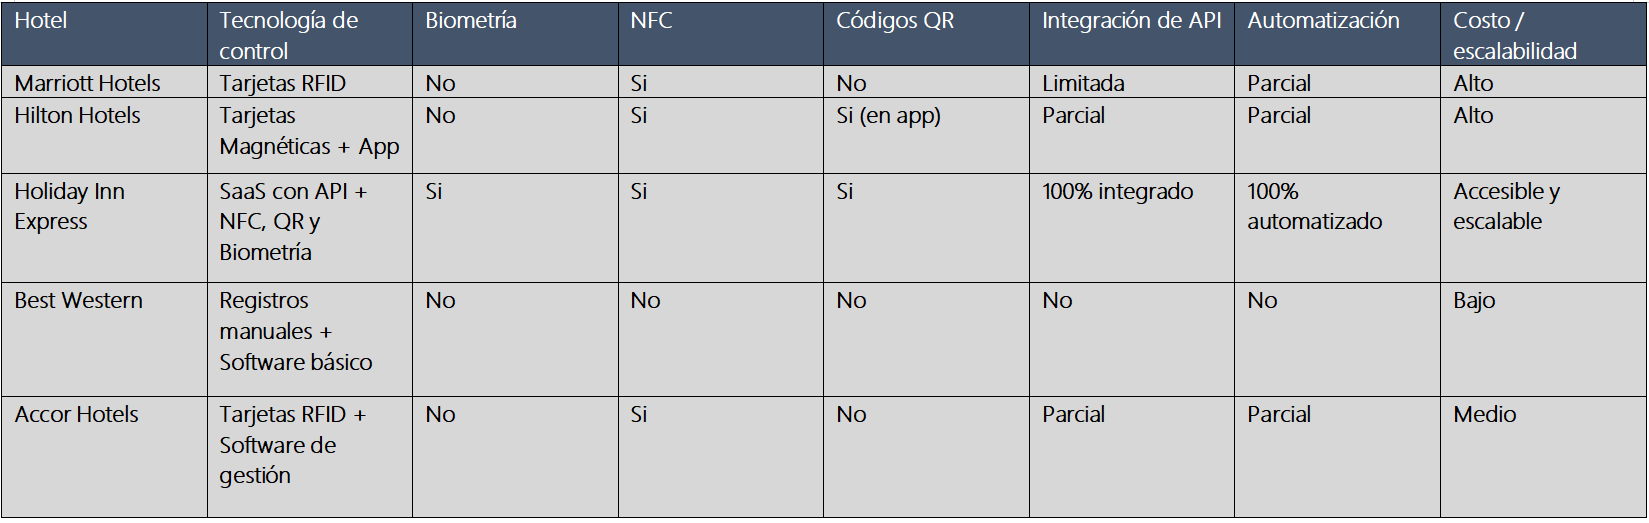 Hotel
Tecnología de
control
Biometría
NFC
Códigos QR
Integración de API
Automatización
Costo /
escalabilidad
Marriott Hotels
Tarjetas RFID
No
Si
No
Limitada
Parcial
Alto
Hilton Hotels
Tarjetas
Magnéticas + App
No
Si
Si (en app)
Parcial
Parcial
Alto
Holiday Inn
Express
SaaS con API +
NFC, QR y
Biometría
Si
Si
Si
100% integrado
100%
automatizado
Accesible y
escalable
Best Western
Registros
manuales +
Software básico
No
No
No
No
No
Bajo
Accor Hotels
Tarjetas RFID +
Software de
gestión
No
Si
No
Parcial
Parcial
Medio